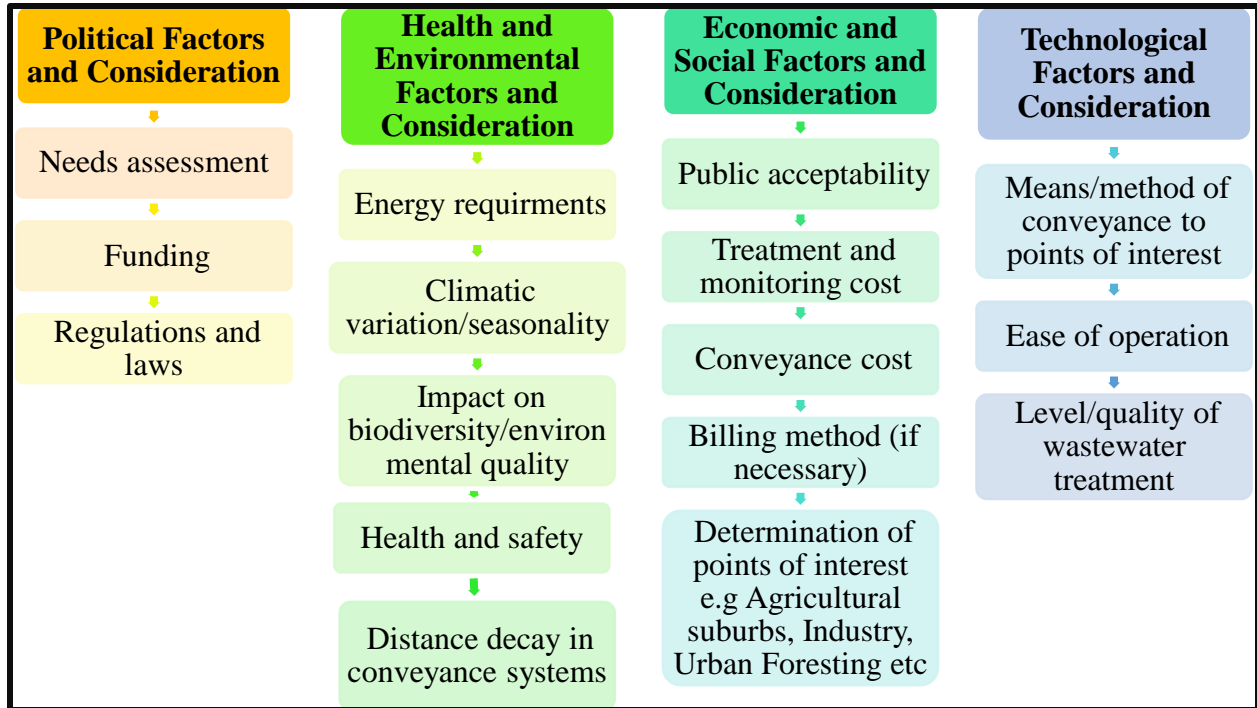 Political Factors
and Consideration
Needs assessment
Funding
Regulations and
laws
Health and
Environmental
Factors and
Consideration
Energy requirments
Climatic
variation/seasonality
Impact on
biodiversity/environ
mental quality
Health and safety
Distance decay in
conveyance systems
Economic and
Social Factors and
Consideration
Public acceptability
Treatment and
monitoring cost
Conveyance cost
Billing method (if
necessary)
Determination of
points of interest
e.g Agricultural
suburbs, Industry,
Urban Foresting etc
Technological
Factors and
Consideration
Means/method of
conveyance to
points of interest
Ease of operation
Level/quality of
wastewater
treatment